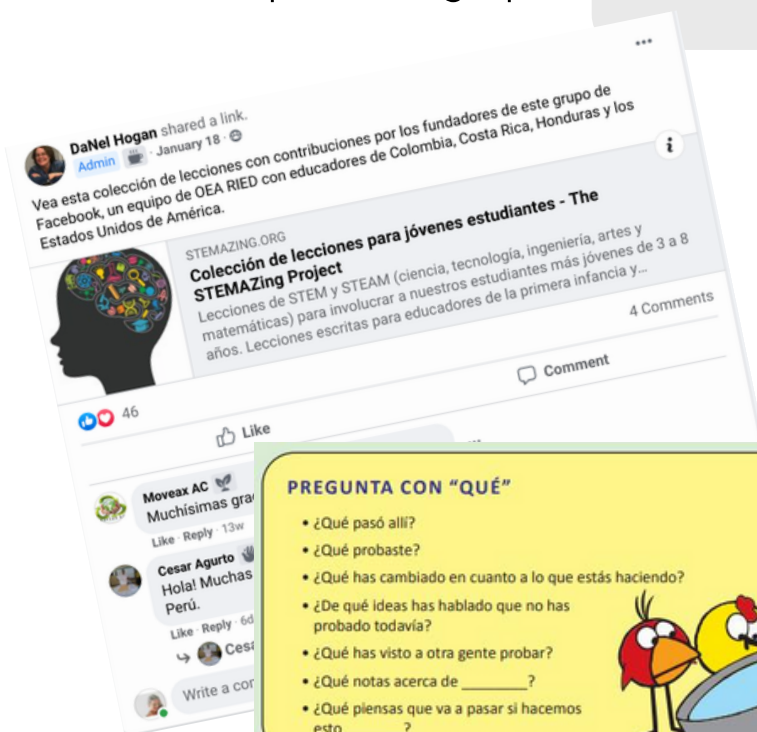 DaNel Hogan shared a link.
Admin · January 18 ·
Vea esta colección de lecciones con contribuciones por los fundadores de este grupo de
Facebook, un equipo de OEA RIED con educadores de Colombia, Costa Rica, Honduras y los
Estados Unidos de América.
STEMAZING.ORG
Colección de lecciones para jóvenes estudiantes - The
STEMAZing Project
Lecciones de STEM y STEAM (ciencia, tecnología, ingeniería, artes y
matemáticas) para involucrar a nuestros estudiantes más jóvenes de 3 a 8
años. Lecciones escritas para educadores de la primera infancia y...
46
4 Comments
Like
Comment
Moveax AC
Muchísimas gra
Like · Reply · 13w
Cesar Agurto
Hola! Muchas
Perú.
Like · Reply · 6d
Cesa
Write a con
PREGUNTA CON "QUÉ"
• ¿Qué pasó allí?
• ¿Qué probaste?
• ¿Qué has cambiado en cuanto a lo que estás haciendo?
• ¿De qué ideas has hablado que no has
probado todavía?
• ¿Qué has visto a otra gente probar?
• ¿Qué notas acerca de ________?
• ¿Qué piensas que va a pasar si hacemos
esto ________?